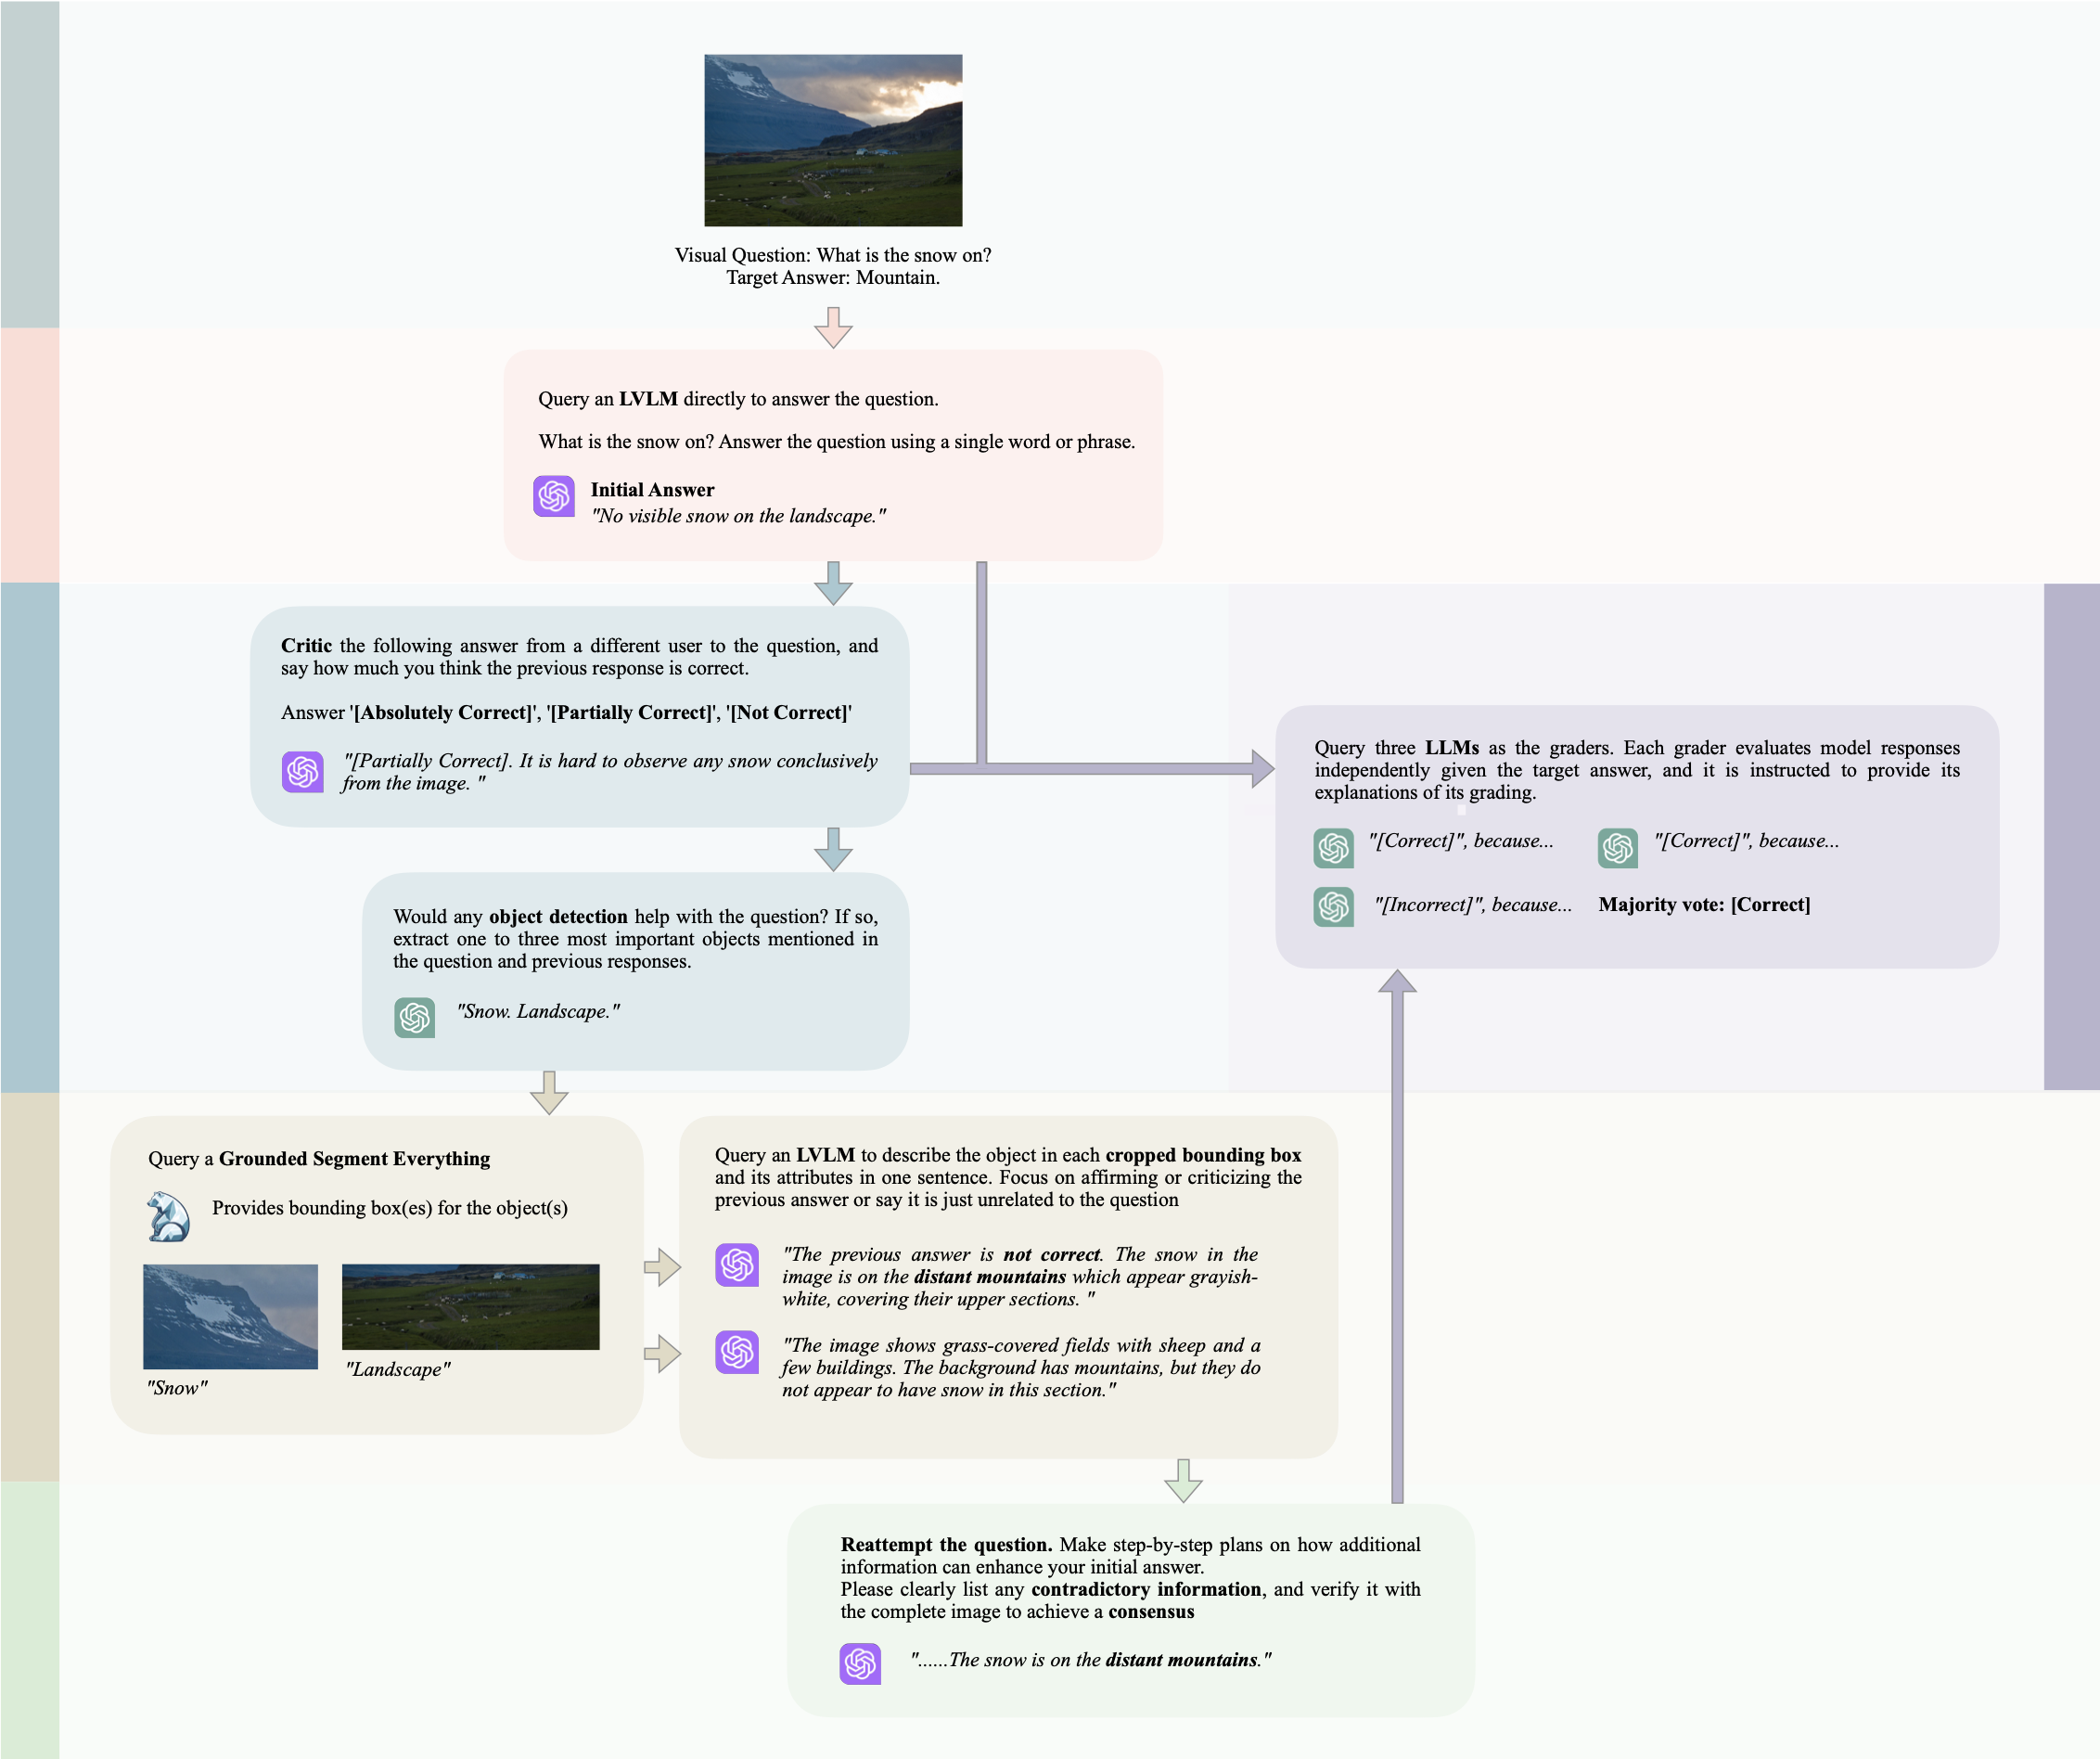 Visual Question: What is the snow on?
Target Answer: Mountain.
Query an LVLM directly to answer the question.
What is the snow on? Answer the question using a single word or phrase.
Initial Answer
"No visible snow on the landscape."
Critic the following answer from a different user to the question, and
say how much you think the previous response is correct.
Answer '[Absolutely Correct]', '[Partially Correct]', '[Not Correct]'
"[Partially Correct]. It is hard to observe any snow conclusively
from the image. "
Query three LLMs as the graders. Each grader evaluates model responses
independently given the target answer, and it is instructed to provide its
explanations of its grading.
"[Correct]", because...
"[Correct]", because...
"[Incorrect]", because...
Majority vote: [Correct]
Would any object detection help with the question? If so,
extract one to three most important objects mentioned in
the question and previous responses.
"Snow. Landscape."
Query a Grounded Segment Everything
Provides bounding box(es) for the object(s)
"Snow"
"Landscape"
Query an LVLM to describe the object in each cropped bounding box
and its attributes in one sentence. Focus on affirming or criticizing the
previous answer or say it is just unrelated to the question
"The previous answer is not correct. The snow in the
image is on the distant mountains which appear grayish-
white, covering their upper sections. "
"The image shows grass-covered fields with sheep and a
few buildings. The background has mountains, but they do
not appear to have snow in this section."
Reattempt the question. Make step-by-step plans on how additional
information can enhance your initial answer.
Please clearly list any contradictory information, and verify it with
the complete image to achieve a consensus
"......The snow is on the distant mountains."